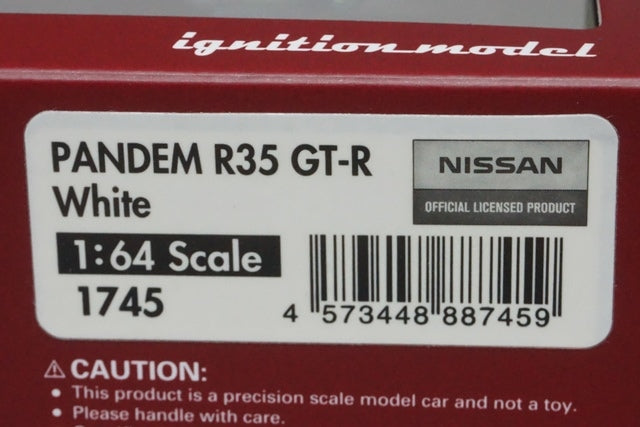 ignition model
PANDEM R35 GT-R
White
NISSAN
OFFICIAL LICENSED PRODUCT
1:64 Scale
1745
4 573448 887459
⚠ CAUTION:
• This product is a precision scale model car and not a toy.
• Please handle with care.